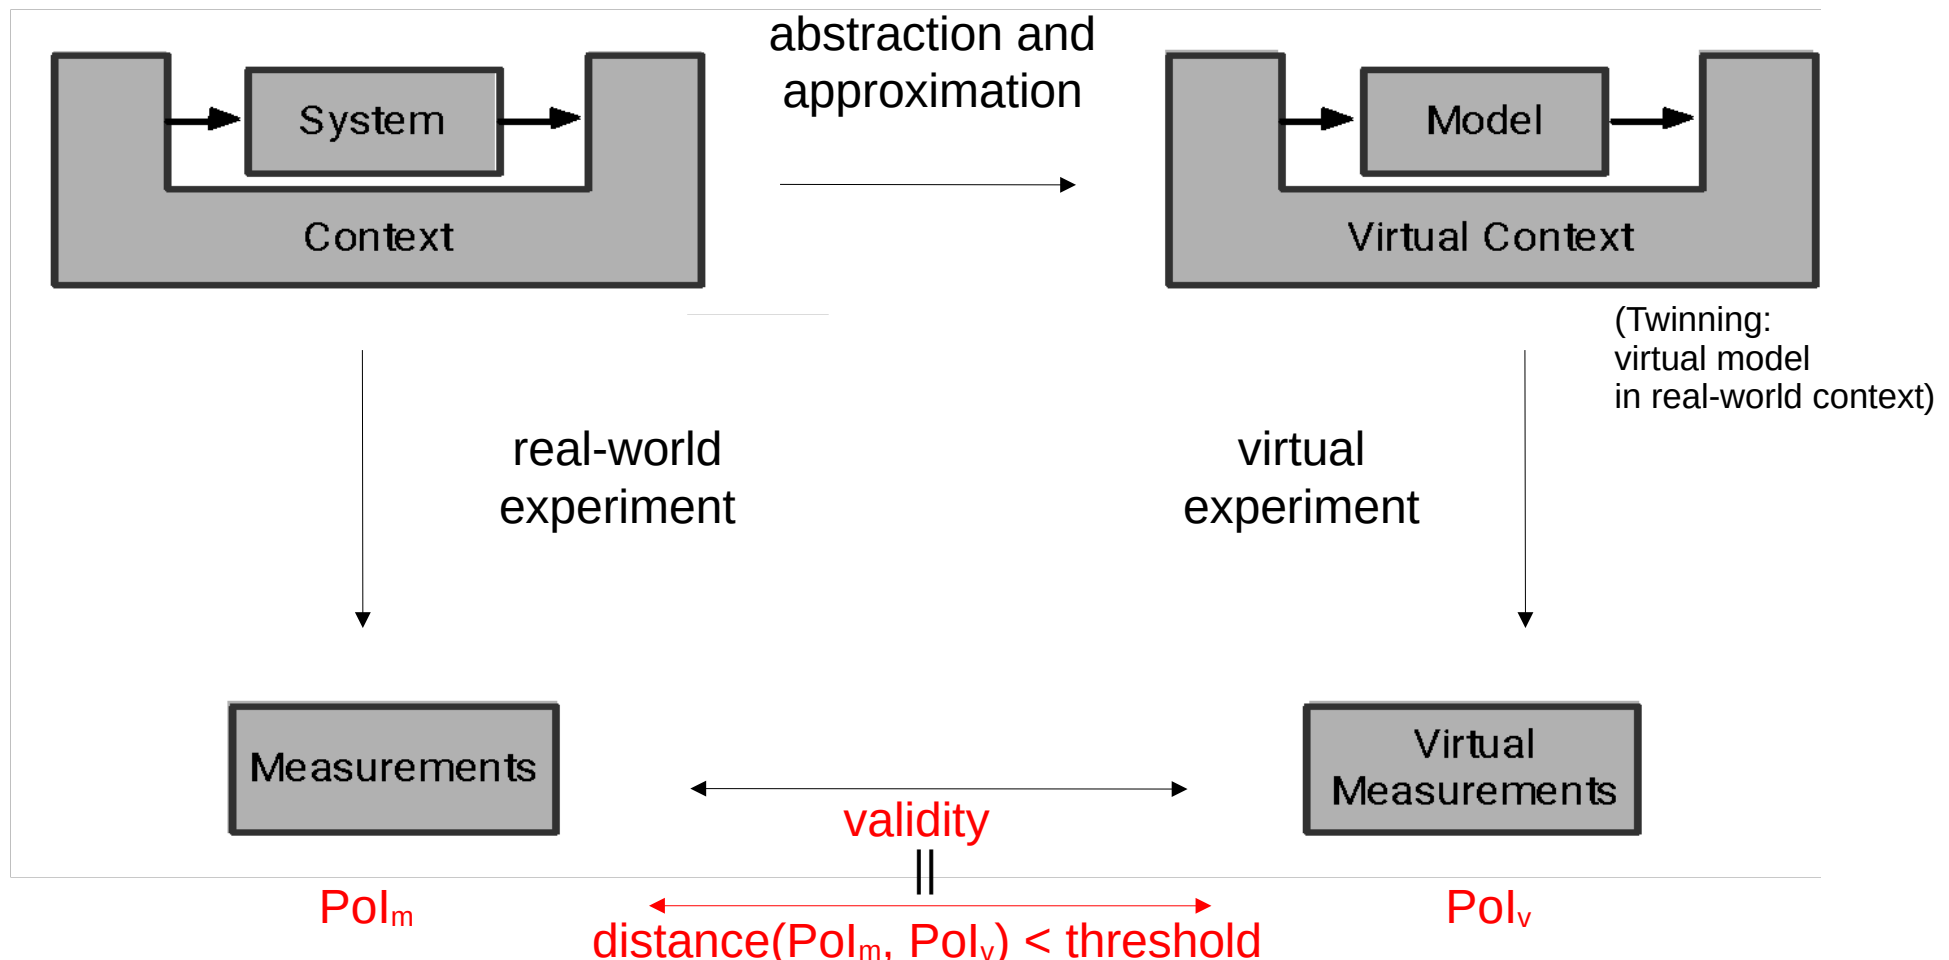 abstraction and
approximation
System
Context
Model
Virtual Context
(Twinning:
virtual model
in real-world context)
real-world
experiment
virtual
experiment
Measurements
Virtual
Measurements
validity
||
PoIm
PoIv
distance(PoIm, PoIv) < threshold